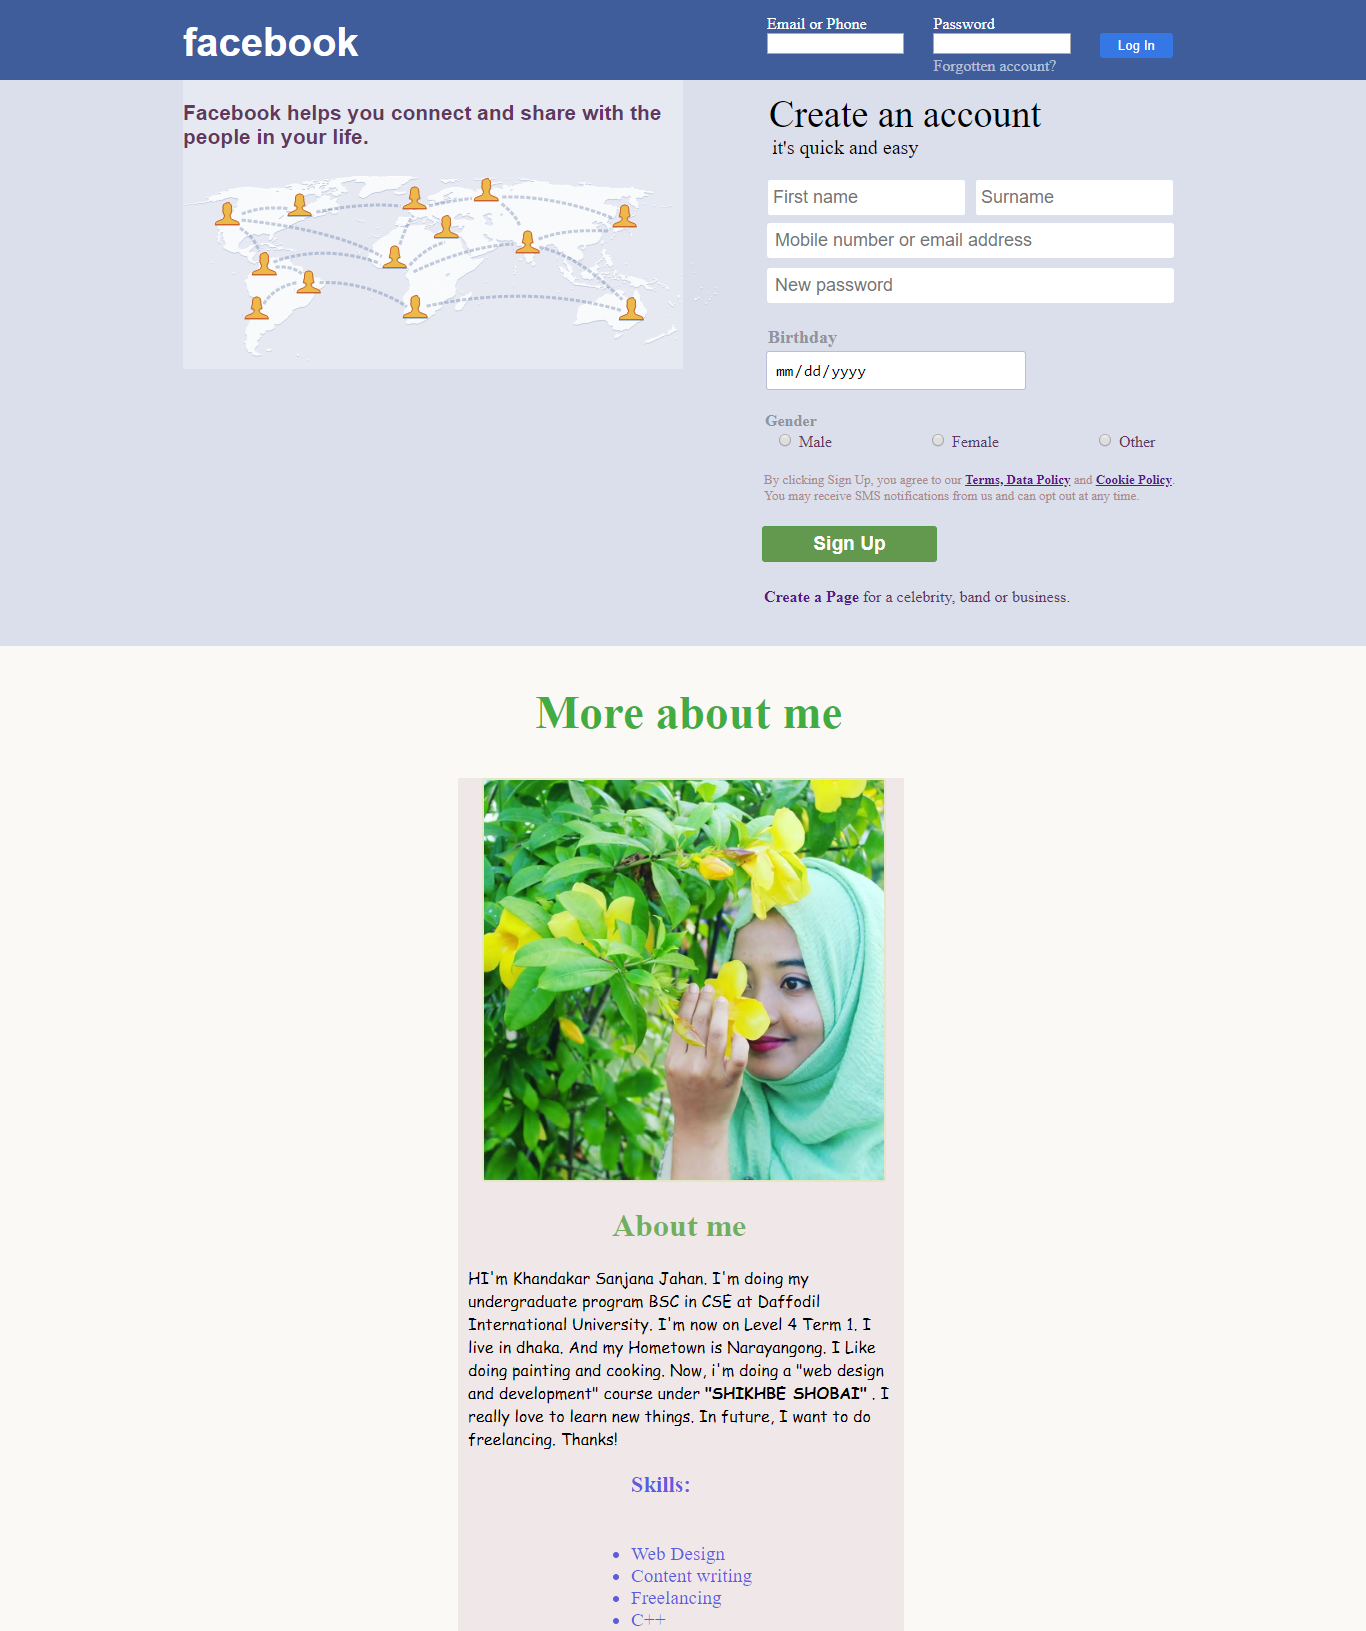 facebook
Email or Phone
Password
Log In
Forgotten account?
Facebook helps you connect and share with the
people in your life.
Create an account
it's quick and easy
First name
Surname
Mobile number or email address
New password
Birthday
mm/dd/yyyy
Gender
Male
Female
Other
By clicking Sign Up, you agree to our Terms, Data Policy and Cookie Policy.
You may receive SMS notifications from us and can opt out at any time.
Sign Up
Create a Page for a celebrity, band or business.
More about me
About me
HI'm Khandakar Sanjana Jahan. I'm doing my
undergraduate program BSC in CSE at Daffodil
International University. I'm now on Level 4 Term 1. I
live in dhaka. And my Hometown is Narayangong. I Like
doing painting and cooking. Now, i'm doing a "web design
and development" course under "SHIKHBE SHOBAI" . I
really love to learn new things. In future, I want to do
freelancing. Thanks!
Skills:
• Web Design
• Content writing
• Freelancing
• C++